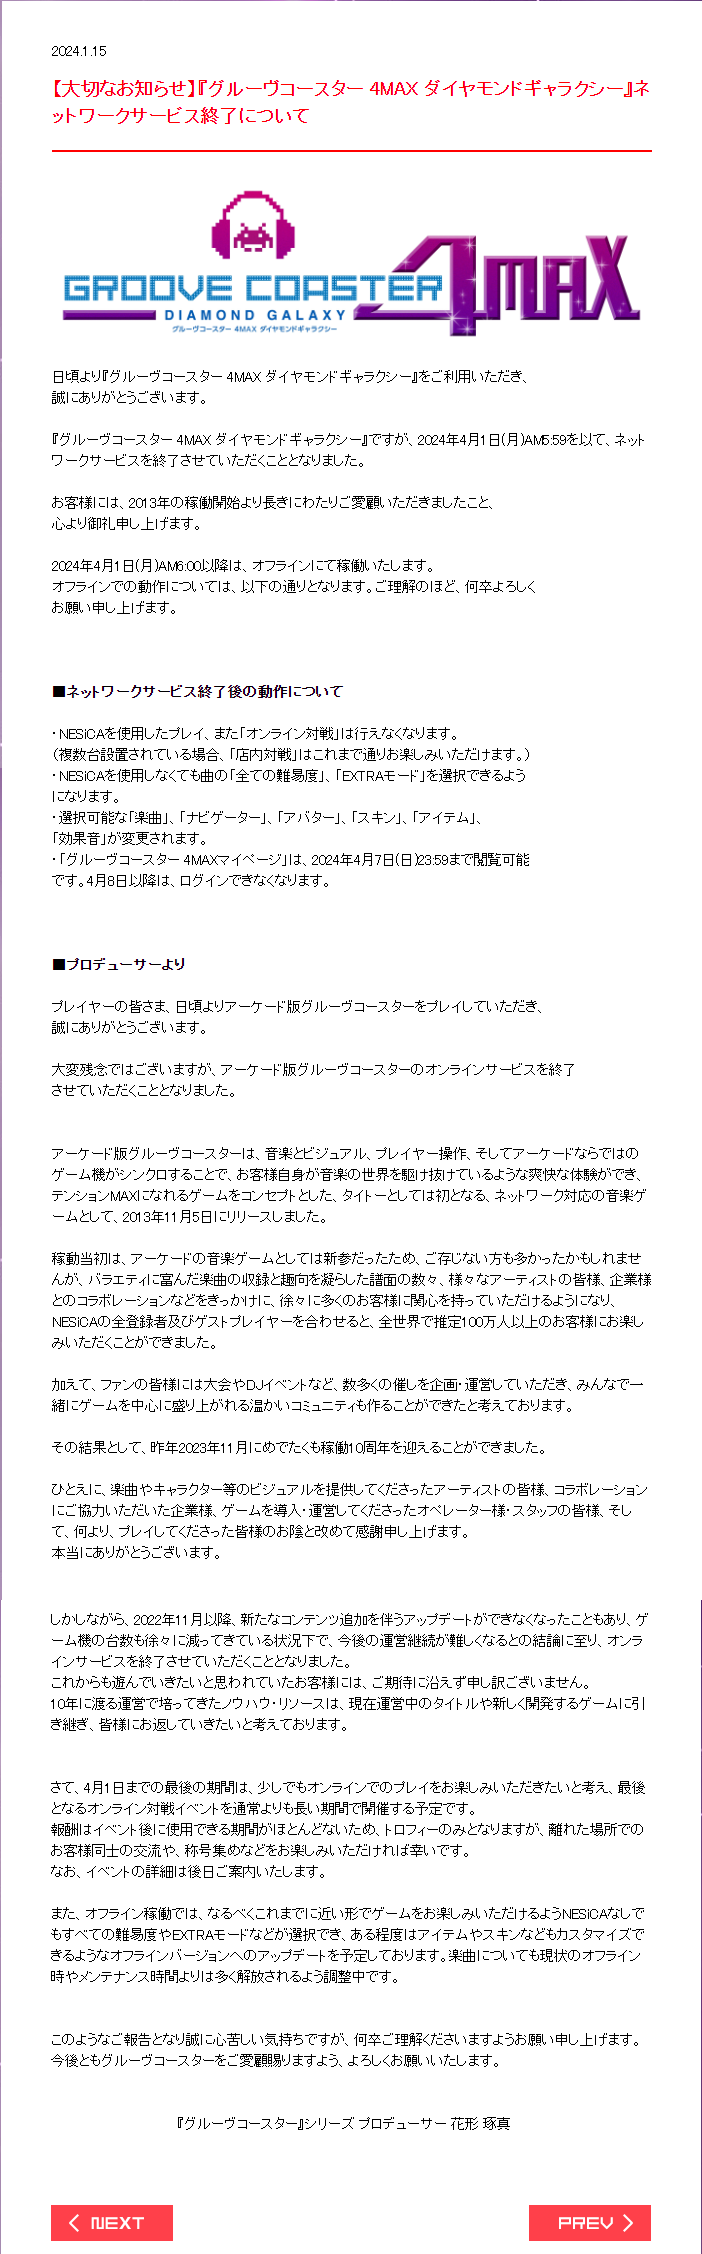 2024.1.15
【大切なお知らせ】『グルーヴコースター 4MAX ダイヤモンドギャラクシー』ネ
ットワークサービス終了について
GROOVE COASTER 4MAX
DIAMOND GALAXY
グルーヴコースター 4MAX ダイヤモンドギャラクシー
日頃より『グルーヴコースター 4MAX ダイヤモンドギャラクシー』をご利用いただき、
誠にありがとうございます。
『グルーヴコースター 4MAX ダイヤモンドギャラクシー』ですが、2024年4月1日(月)AM5:59を以て、ネット
ワークサービスを終了させていただくこととなりました。
お客様には、2013年の稼働開始より長きにわたりご愛顧いただきましたこと、
心より御礼申し上げます。
2024年4月1日(月)AM6:00以降は、オフラインにて稼働いたします。
オフラインでの動作については、以下の通りとなります。ご理解のほど、何卒よろしく
お願い申し上げます。
■ネットワークサービス終了後の動作について
・NESiCAを使用したプレイ、また「オンライン対戦」は行えなくなります。
（複数台設置されている場合、「店内対戦」はこれまで通りお楽しみいただけます。）
・NESiCAを使用しなくても曲の「全ての難易度」、「EXTRAモード」を選択できるよう
になります。
・選択可能な「楽曲」、「ナビゲーター」、「アバター」、「スキン」、「アイテム」、
「効果音」が変更されます。
・「グルーヴコースター 4MAXマイページ」は、2024年4月7日(日)23:59まで閲覧可能
です。4月8日以降は、ログインできなくなります。
■プロデューサーより
プレイヤーの皆さま、日頃よりアーケード版グルーヴコースターをプレイしていただき、
誠にありがとうございます。
大変残念ではございますが、アーケード版グルーヴコースターのオンラインサービスを終了
させていただくこととなりました。
アーケード版グルーヴコースターは、音楽とビジュアル、プレイヤー操作、そしてアーケードならではの
ゲーム機がシンクロすることで、お客様自身が音楽の世界を駆け抜けているような爽快な体験ができ、
テンションMAXになれるゲームをコンセプトとした、タイトーとしては初となる、ネットワーク対応の音楽ゲ
ームとして、2013年11月5日にリリースしました。
稼動当初は、アーケードの音楽ゲームとしては新参だったため、ご存じない方も多かったかもしれませ
んが、バラエティに富んだ楽曲の収録と趣向を凝らした譜面の数々、様々なアーティストの皆様、企業様
とのコラボレーションなどをきっかけに、徐々に多くのお客様に関心を持っていただけるようになり、
NESiCAの全登録者及びゲストプレイヤーを合わせると、全世界で推定100万人以上のお客様にお楽し
みいただくことができました。
加えて、ファンの皆様には大会やDJイベントなど、数多くの催しを企画・運営していただき、みんなで一
緒にゲームを中心に盛り上がれる温かいコミュニティも作ることができたと考えております。
その結果として、昨年2023年11月にめでたくも稼働10周年を迎えることができました。
ひとえに、楽曲やキャラクター等のビジュアルを提供してくださったアーティストの皆様、コラボレーション
にご協力いただいた企業様、ゲームを導入・運営してくださったオペレーター様・スタッフの皆様、そし
て、何より、プレイしてくださった皆様のお陰と改めて感謝申し上げます。
本当にありがとうございます。
しかしながら、2022年11月以降、新たなコンテンツ追加を伴うアップデートができなくなったこともあり、ゲ
ーム機の台数も徐々に減ってきている状況下で、今後の運営継続が難しくなるとの結論に至り、オンラ
インサービスを終了させていただくこととなりました。
これからも遊んでいきたいと思われていたお客様には、ご期待に沿えず申し訳ございません。
10年に渡る運営で培ってきたノウハウ・リソースは、現在運営中のタイトルや新しく開発するゲームに引
き継ぎ、皆様にお返していきたいと考えております。
さて、4月1日までの最後の期間は、少しでもオンラインでのプレイをお楽しみいただきたいと考え、最後
となるオンライン対戦イベントを通常よりも長い期間で開催する予定です。
報酬はイベント後に使用できる期間がほとんどないため、トロフィーのみとなりますが、離れた場所での
お客様同士の交流や、称号集めなどをお楽しみいただければ幸いです。
なお、イベントの詳細は後日ご案内いたします。
また、オフライン稼働では、なるべくこれまでに近い形でゲームをお楽しみいただけるようNESiCAなしで
もすべての難易度やEXTRAモードなどが選択でき、ある程度はアイテムやスキンなどもカスタマイズで
きるようなオフラインバージョンへのアップデートを予定しております。楽曲についても現状のオフライン
時やメンテナンス時間よりは多く解放されるよう調整中です。
このようなご報告となり誠に心苦しい気持ちですが、何卒ご理解くださいますようお願い申し上げます。
今後ともグルーヴコースターをご愛顧賜りますよう、よろしくお願いいたします。
『グルーヴコースター』シリーズ プロデューサー 花形 琢真
NEXT
PREV